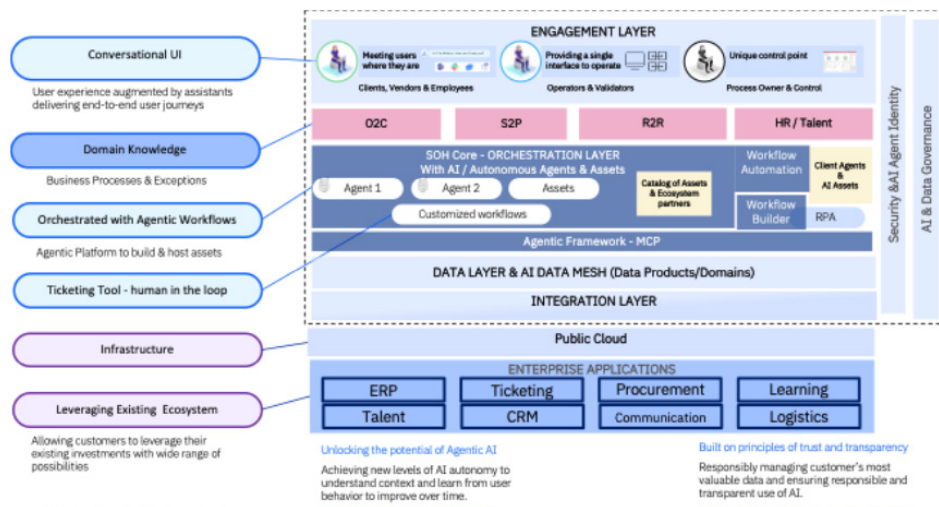 Conversational UI
User experience augmented by assistants
delivering end-to-end user journeys
Domain Knowledge
Business Processes & Exceptions
Orchestrated with Agentic Workflows
Agentic Platform to build & host assets
Ticketing Tool - human in the loop
Infrastructure
Leveraging Existing Ecosystem
Allowing customers to leverage their
existing investments with wide range of
possibilities
ENGAGEMENT LAYER
Meeting users
where they are
Clients, Vendors & Employees
Providing a single
interface to operate
Operators & Validators
Unique control point
Process Owner & Control
O2C
S2P
R2R
HR / Talent
SOH Core - ORCHESTRATION LAYER
With AI / Autonomous Agents & Assets
Agent 1
Agent 2
Assets
Customized workflows
Catalog of Assets
& Ecosystem
partners
Workflow
Automation
Workflow
Builder
Client Agents
&
AI Assets
RPA
Agentic Framework - MCP
DATA LAYER & AI DATA MESH (Data Products/Domains)
INTEGRATION LAYER
Security &AI Agent Identity
AI & Data Governance
Public Cloud
ENTERPRISE APPLICATIONS
ERP
Ticketing
Procurement
Learning
Talent
CRM
Communication
Logistics
Unlocking the potential of Agentic AI
Achieving new levels of AI autonomy to
understand context and learn from user
behavior to improve over time.
Built on principles of trust and transparency
Responsibly managing customer's most
valuable data and ensuring responsible and
transparent use of AI.